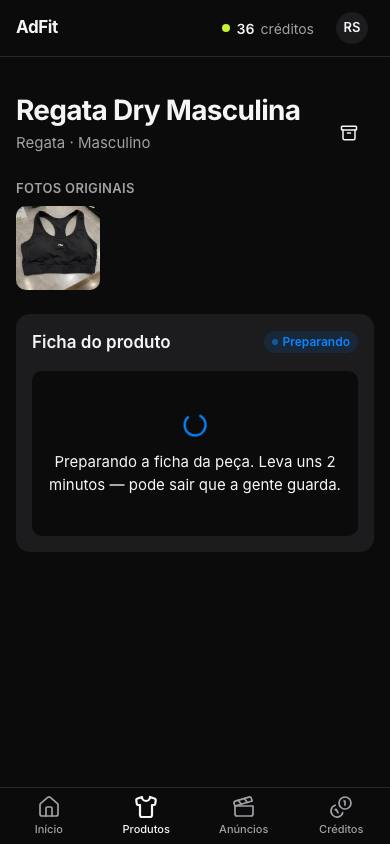 AdFit
36 créditos
RS
Regata Dry Masculina
Regata · Masculino
FOTOS ORIGINAIS
Ficha do produto
Preparando
Preparando a ficha da peça. Leva uns 2
minutos — pode sair que a gente guarda.
Início
Produtos
Anúncios
Créditos